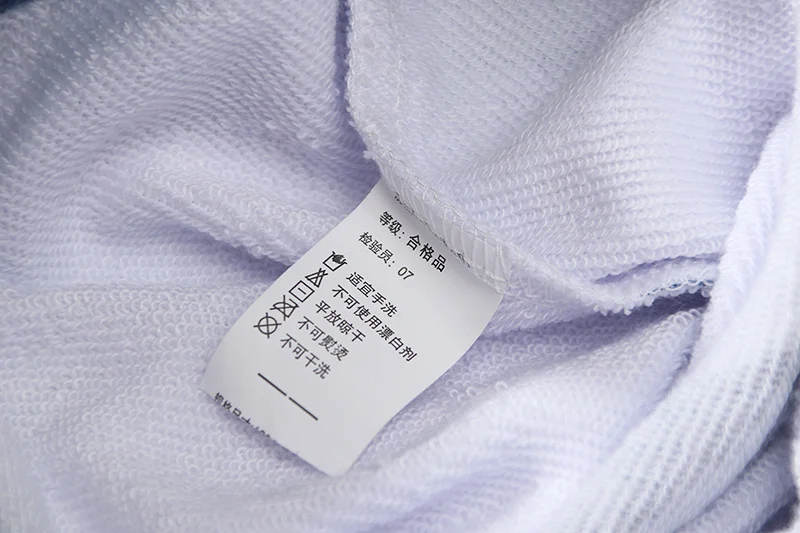 等级：合格品
检验员：07
适宜手洗
不可使用漂白剂
平放晾干
不可熨烫
不可干洗